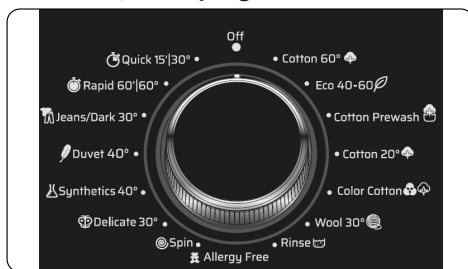 Off
Quick 15'|30°
Cotton 60°
Rapid 60'|60°
Eco 40-60
Jeans/Dark 30°
Cotton Prewash
Duvet 40°
Cotton 20°
Synthetics 40°
Color Cotton
Delicate 30°
Wool 30°
Spin
Rinse
Allergy Free